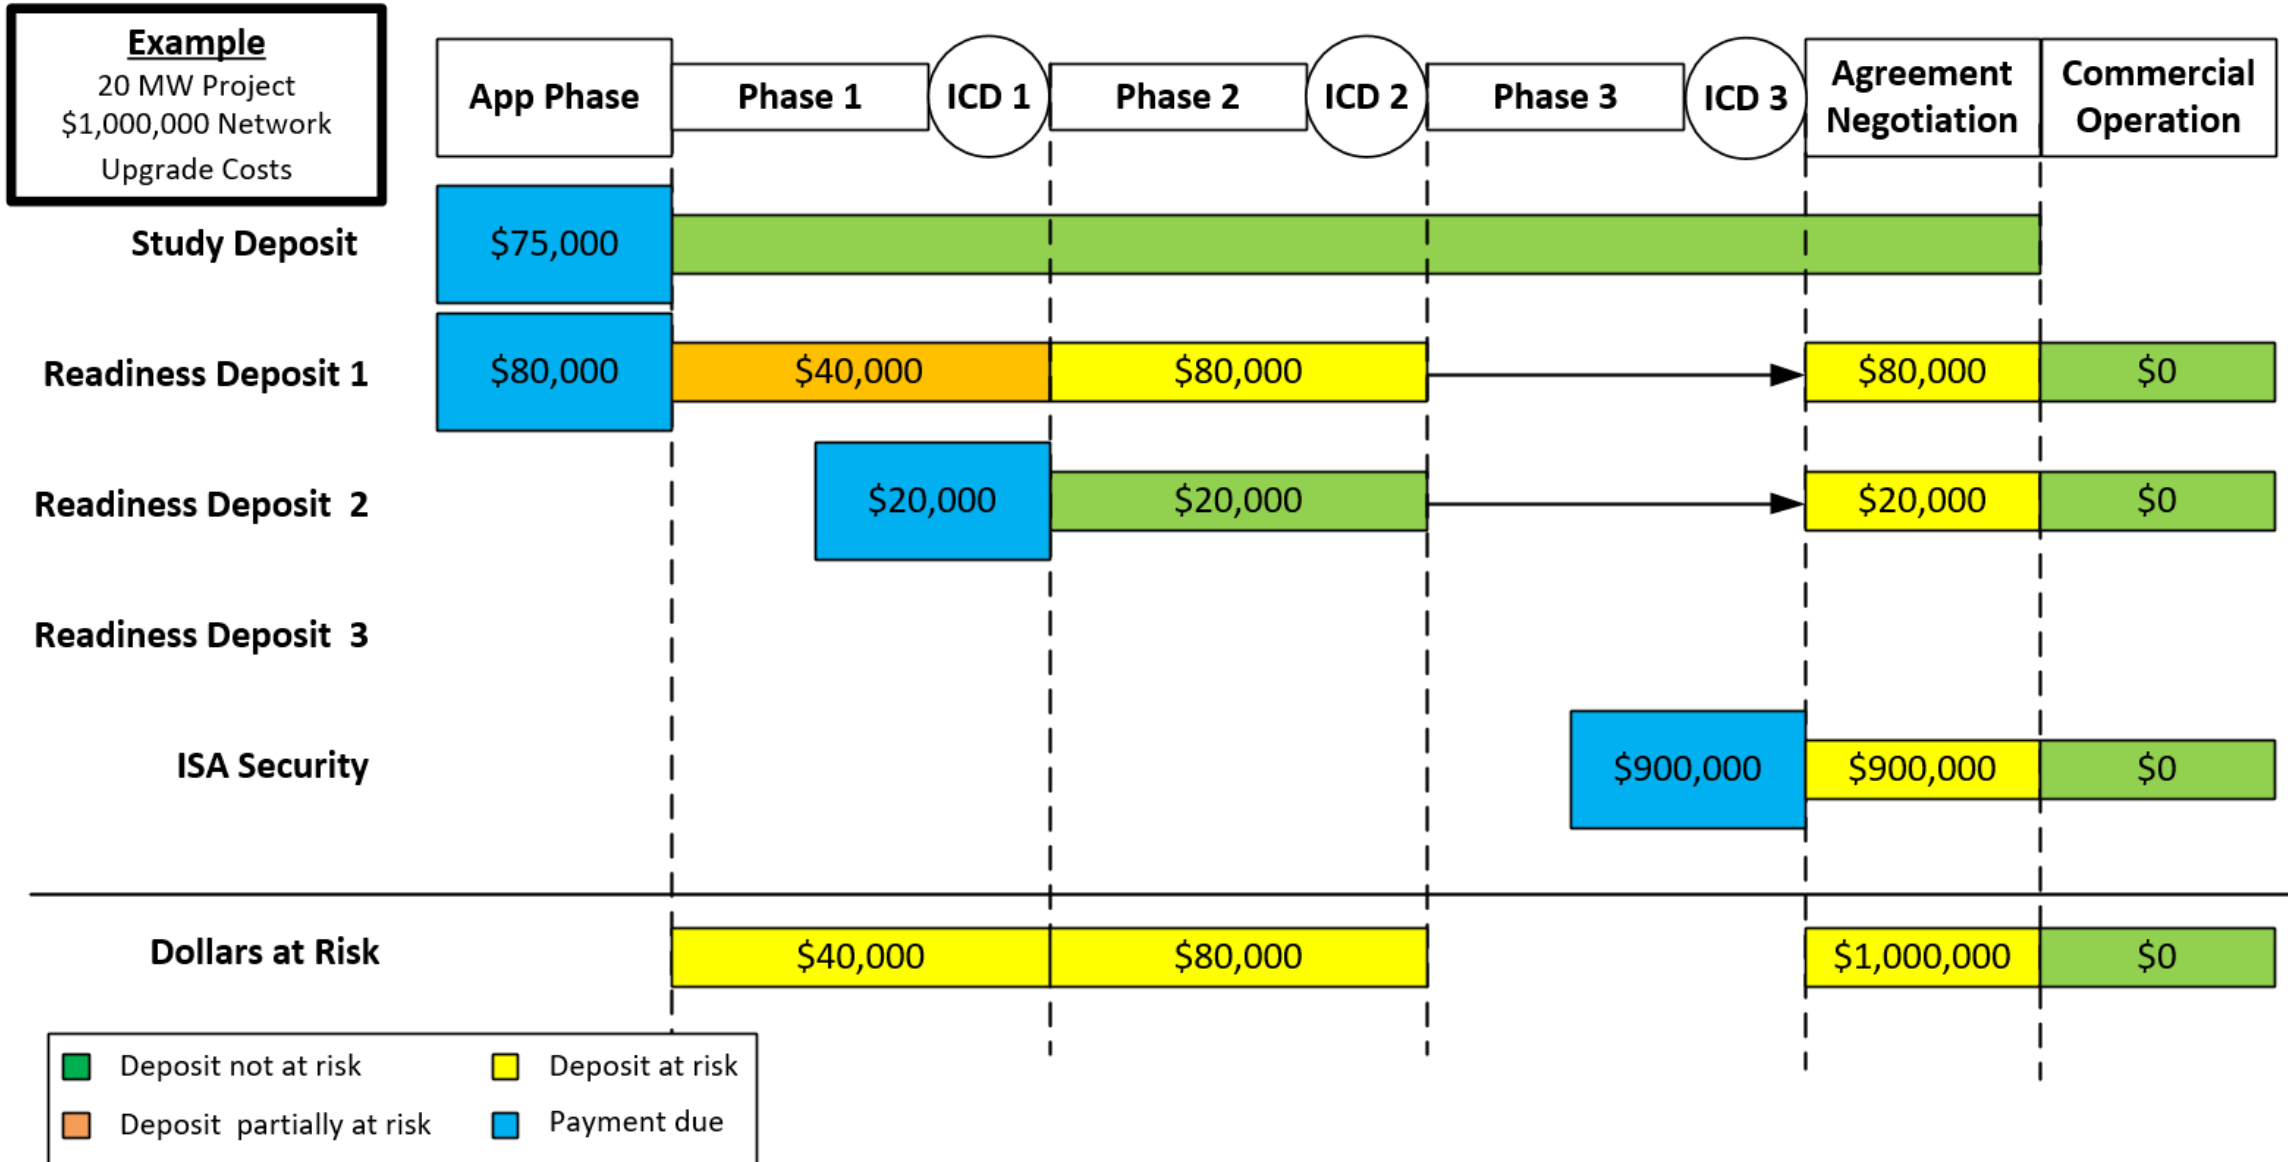 Example
20 MW Project
$1,000,000 Network
Upgrade Costs
App Phase
Phase 1
ICD 1
Phase 2
ICD 2
Phase 3
ICD 3
Agreement
Negotiation
Commercial
Operation
Study Deposit
$75,000
Readiness Deposit 1
$80,000
$40,000
$80,000
$80,000
$0
Readiness Deposit 2
$20,000
$20,000
$20,000
$0
Readiness Deposit 3
ISA Security
$900,000
$900,000
$0
Dollars at Risk
$40,000
$80,000
$1,000,000
$0
Deposit not at risk
Deposit at risk
Deposit partially at risk
Payment due